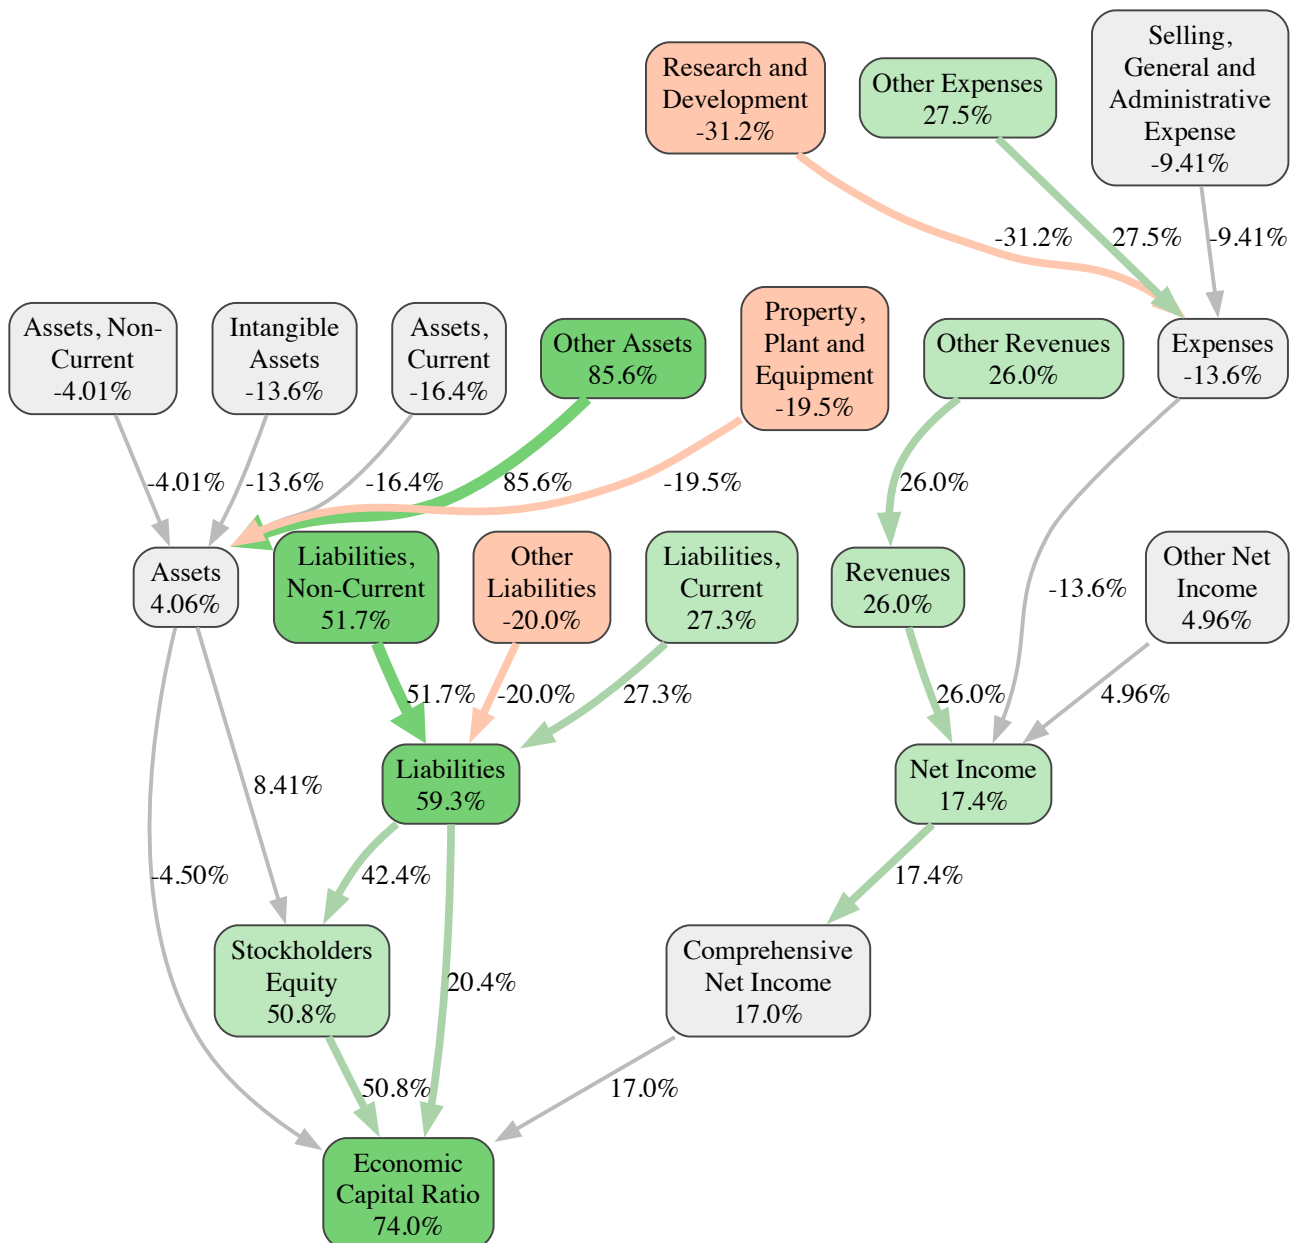 Selling,
General and
Administrative
Expense
-9.41%
Research and
Development
-31.2%
Other Expenses
27.5%
-31.2%
27.5%
-9.41%
Assets, Non-
Current
-4.01%
Intangible
Assets
-13.6%
Assets,
Current
-16.4%
Other Assets
85.6%
Property,
Plant and
Equipment
-19.5%
Other Revenues
26.0%
Expenses
-13.6%
-4.01%
-13.6%
-16.4%
85.6%
-19.5%
26.0%
Assets
4.06%
Liabilities,
Non-Current
51.7%
Other
Liabilities
-20.0%
Liabilities,
Current
27.3%
Revenues
26.0%
-13.6%
Other Net
Income
4.96%
51.7%
-20.0%
27.3%
26.0%
4.96%
8.41%
Liabilities
59.3%
Net Income
17.4%
-4.50%
42.4%
17.4%
Stockholders
Equity
50.8%
20.4%
Comprehensive
Net Income
17.0%
50.8%
17.0%
Economic
Capital Ratio
74.0%